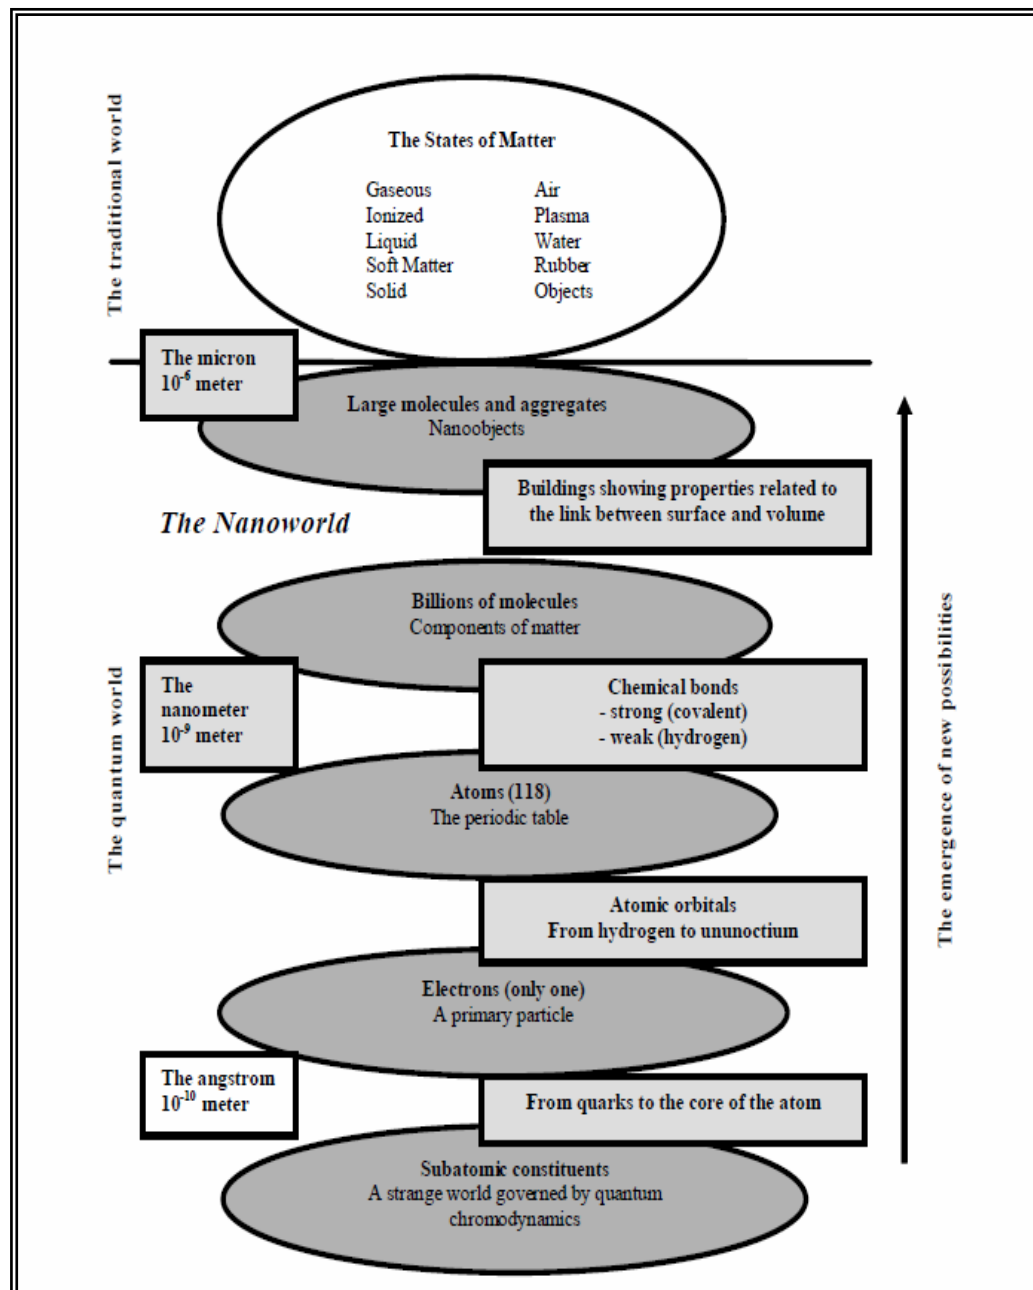 The traditional world
The States of Matter
Gaseous Air
Ionized Plasma
Liquid Water
Soft Matter Rubber
Solid Objects
The micron
10⁻⁶ meter
Large molecules and aggregates
Nanoobjects
Buildings showing properties related to
the link between surface and volume
The Nanoworld
Billions of molecules
Components of matter
The quantum world
The
nanometer
10⁻⁹ meter
Chemical bonds
- strong (covalent)
- weak (hydrogen)
Atoms (118)
The periodic table
Atomic orbitals
From hydrogen to ununoctium
Electrons (only one)
A primary particle
The angstrom
10⁻¹⁰ meter
From quarks to the core of the atom
Subatomic constituents
A strange world governed by quantum
chromodynamics
The emergence of new possibilities